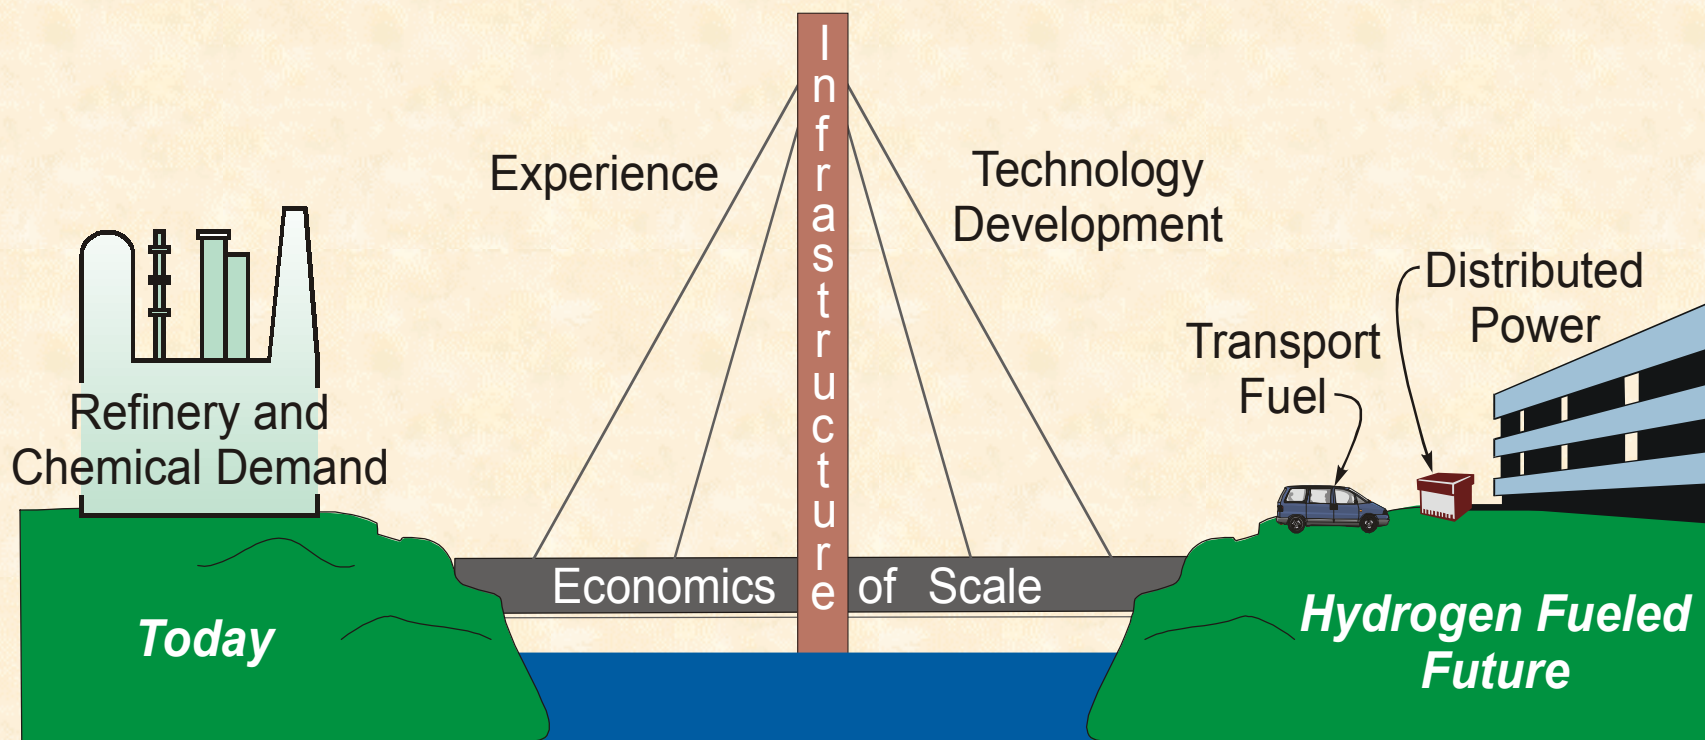 Infrastructure
Experience
Technology
Development
Distributed
Power
Transport
Fuel
Refinery and
Chemical Demand
Economics of Scale
Today
Hydrogen Fueled
Future